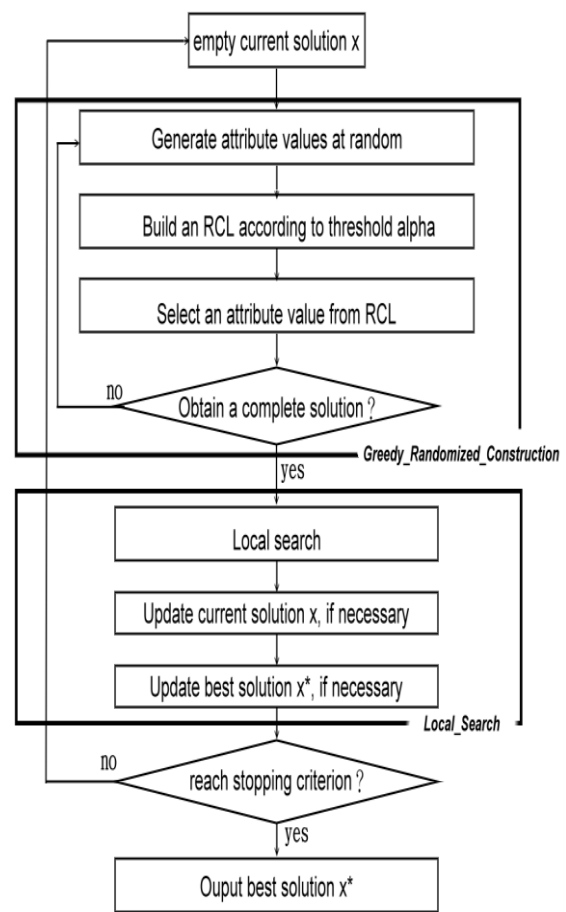 empty current solution x
Generate attribute values at random
Build an RCL according to threshold alpha
Select an attribute value from RCL
no
Obtain a complete solution？
Greedy_Randomized_Construction
yes
Local search
Update current solution x, if necessary
Update best solution x*, if necessary
Local_Search
no
reach stopping criterion？
yes
Ouput best solution x*